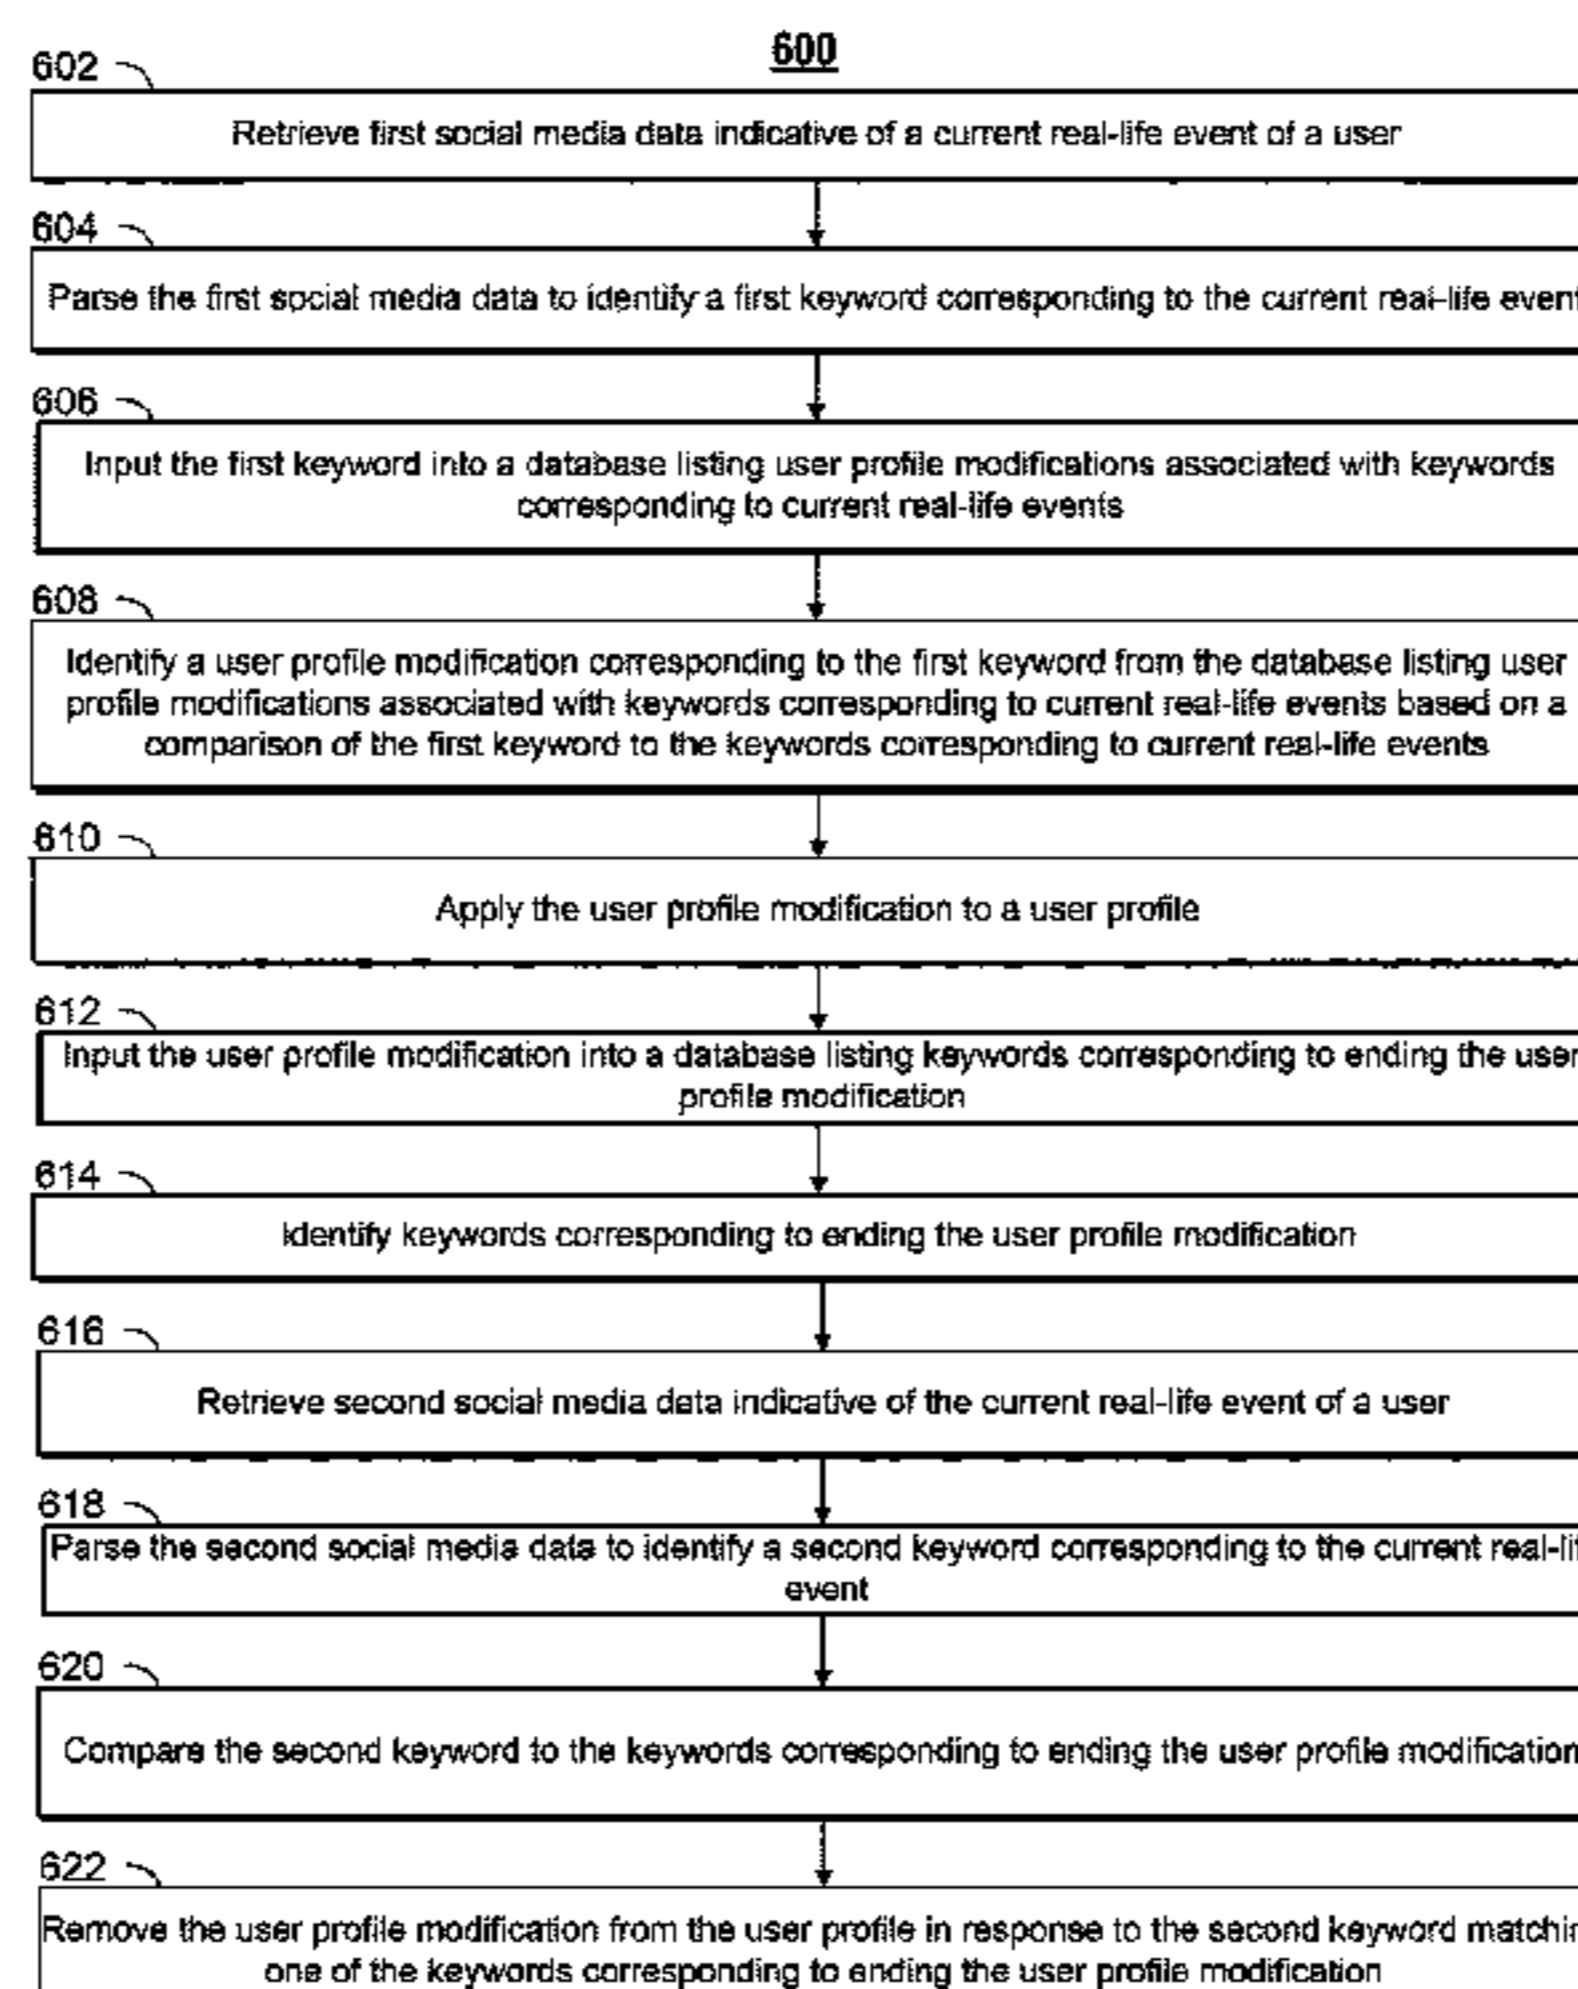 600
602
Retrieve first social media data indicative of a current real-life event of a user
604
Parse the first social media data to identify a first keyword corresponding to the current real-life event
606
Input the first keyword into a database listing user profile modifications associated with keywords
corresponding to current real-life events
608
Identify a user profile modification corresponding to the first keyword from the database listing user
profile modifications associated with keywords corresponding to current real-life events based on a
comparison of the first keyword to the keywords corresponding to current real-life events
610
Apply the user profile modification to a user profile
612
Input the user profile modification into a database listing keywords corresponding to ending the user
profile modification
614
Identify keywords corresponding to ending the user profile modification
616
Retrieve second social media data indicative of the current real-life event of a user
618
Parse the second social media data to identify a second keyword corresponding to the current real-lif
event
620
Compare the second keyword to the keywords corresponding to ending the user profile modification
622
Remove the user profile modification from the user profile in response to the second keyword matchin
one of the keywords corresponding to ending the user profile modification